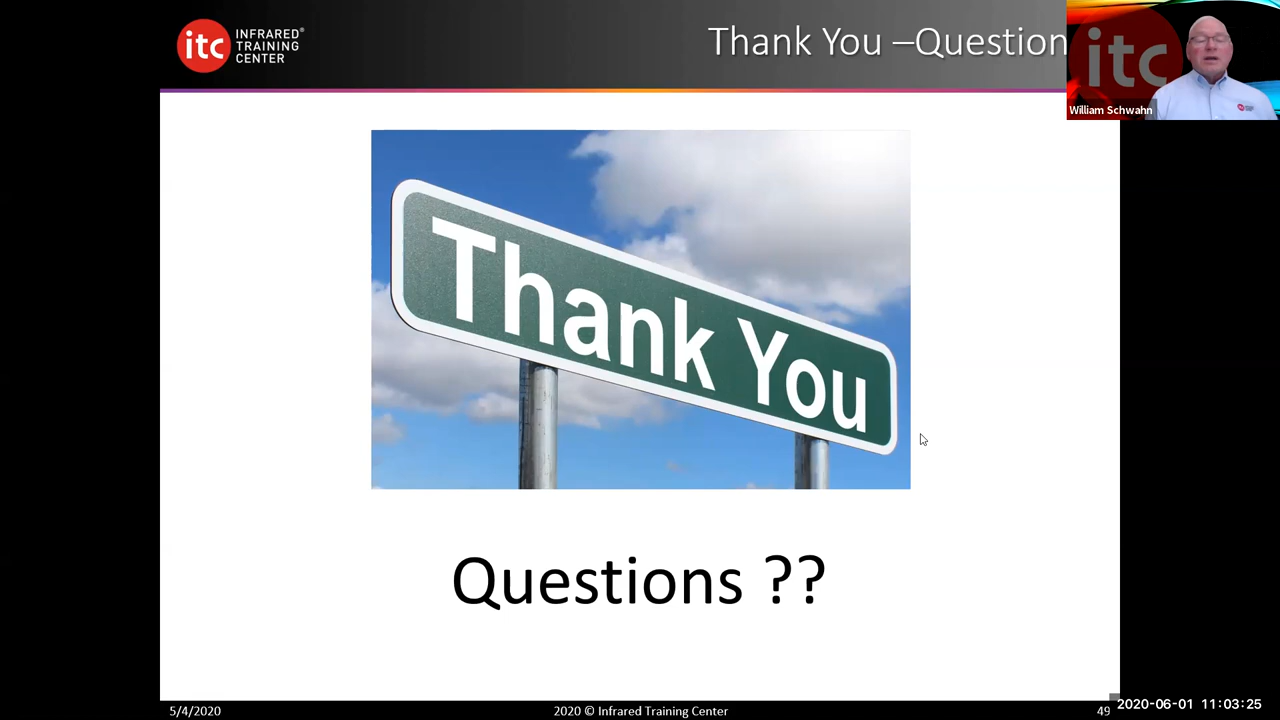 itc INFRARED®
TRAINING
CENTER
Thank You –Question
itc
William Schwahn
Thank You
Questions ??
5/4/2020
2020 © Infrared Training Center
49
2020-06-01 11:03:25